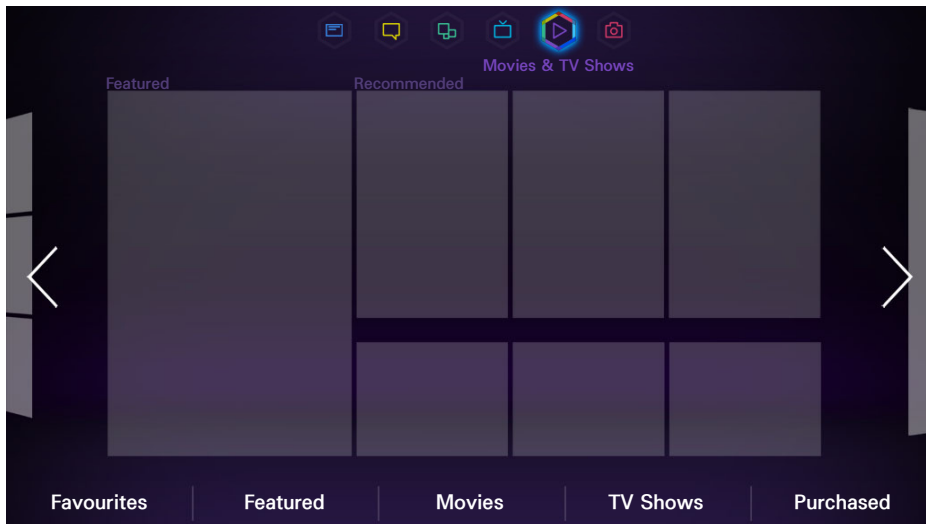 Movies & TV Shows
Featured Recommended
Favourites Featured Movies TV Shows Purchased